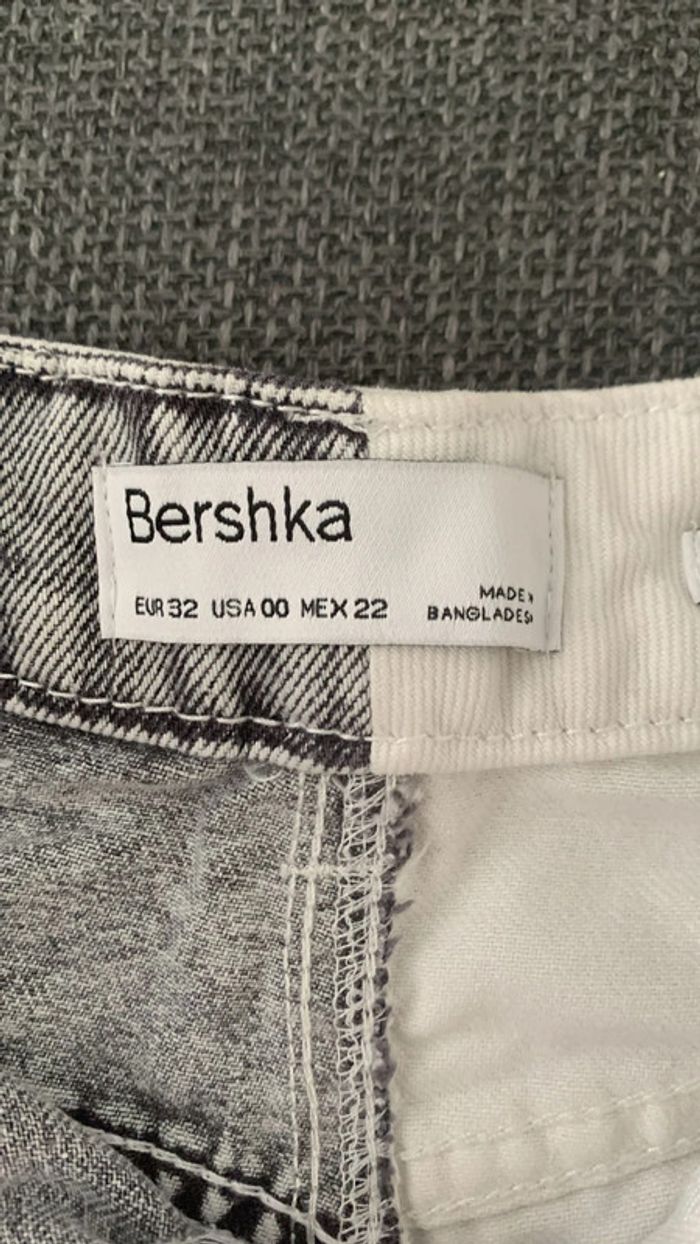 Bershka
EUR 32 USA 00 MEX 22
MADE
BANGLADES